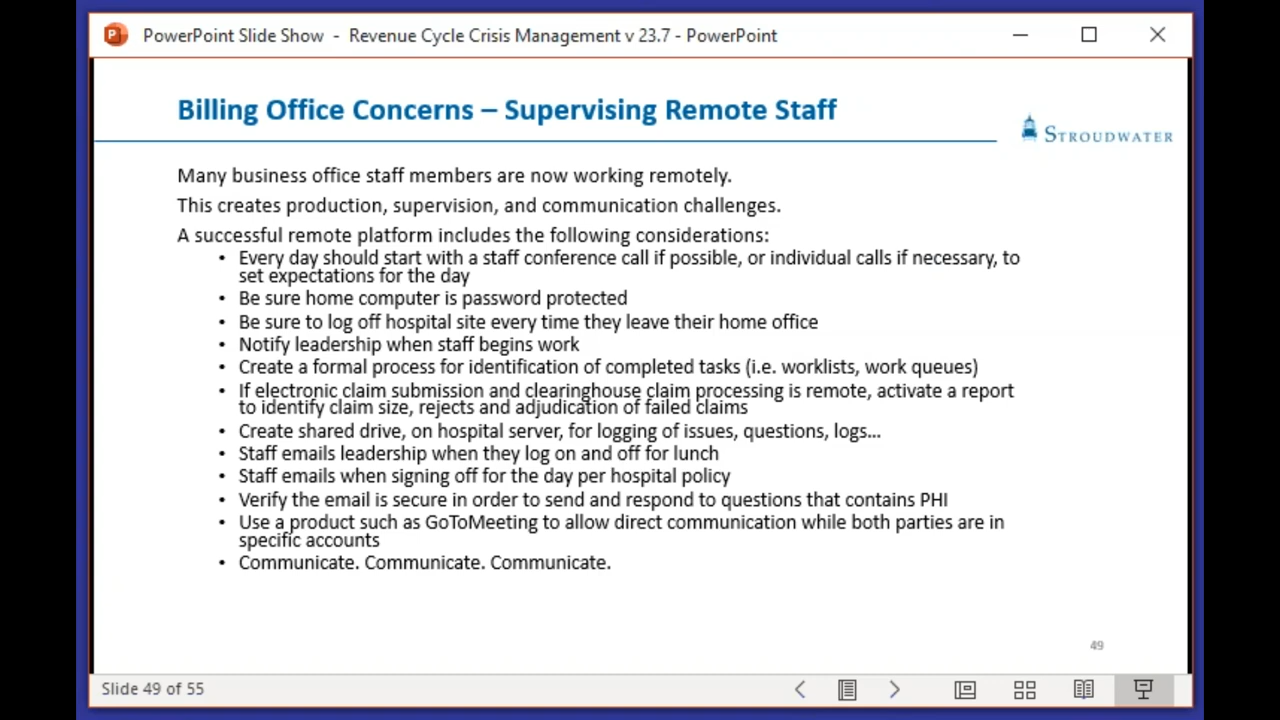 PowerPoint Slide Show - Revenue Cycle Crisis Management v 23.7 - PowerPoint
Billing Office Concerns – Supervising Remote Staff
STROUDWATER
Many business office staff members are now working remotely.
This creates production, supervision, and communication challenges.
A successful remote platform includes the following considerations:
• Every day should start with a staff conference call if possible, or individual calls if necessary, to
set expectations for the day
• Be sure home computer is password protected
• Be sure to log off hospital site every time they leave their home office
• Notify leadership when staff begins work
• Create a formal process for identification of completed tasks (i.e. worklists, work queues)
• If electronic claim submission and clearinghouse claim processing is remote, activate a report
to identify claim size, rejects and adjudication of failed claims
• Create shared drive, on hospital server, for logging of issues, questions, logs…
• Staff emails leadership when they log on and off for lunch
• Staff emails when signing off for the day per hospital policy
• Verify the email is secure in order to send and respond to questions that contains PHI
• Use a product such as GoToMeeting to allow direct communication while both parties are in
specific accounts
• Communicate. Communicate. Communicate.
49
Slide 49 of 55